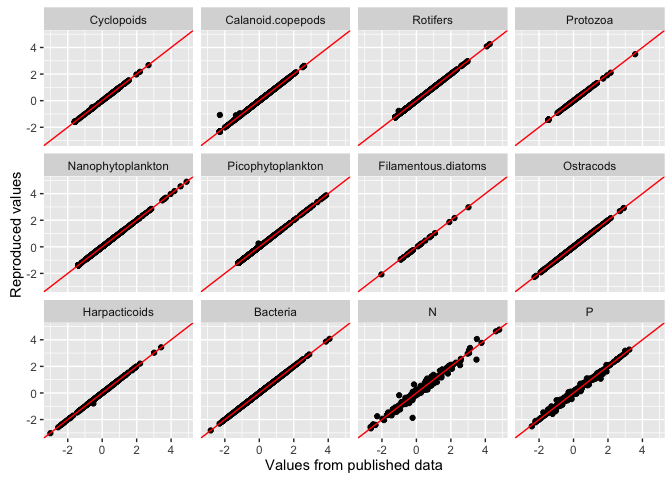 Cyclopoids Calanoid.copepods Rotifers Protozoa
4
2
0
-2
Nanophytoplankton Picophytoplankton Filamentous.diatoms Ostracods
4
2
0
-2
Harpacticoids Bacteria N P
4
2
0
-2
-2 0 2 4 -2 0 2 4 -2 0 2 4 -2 0 2 4
Values from published data
Reproduced values